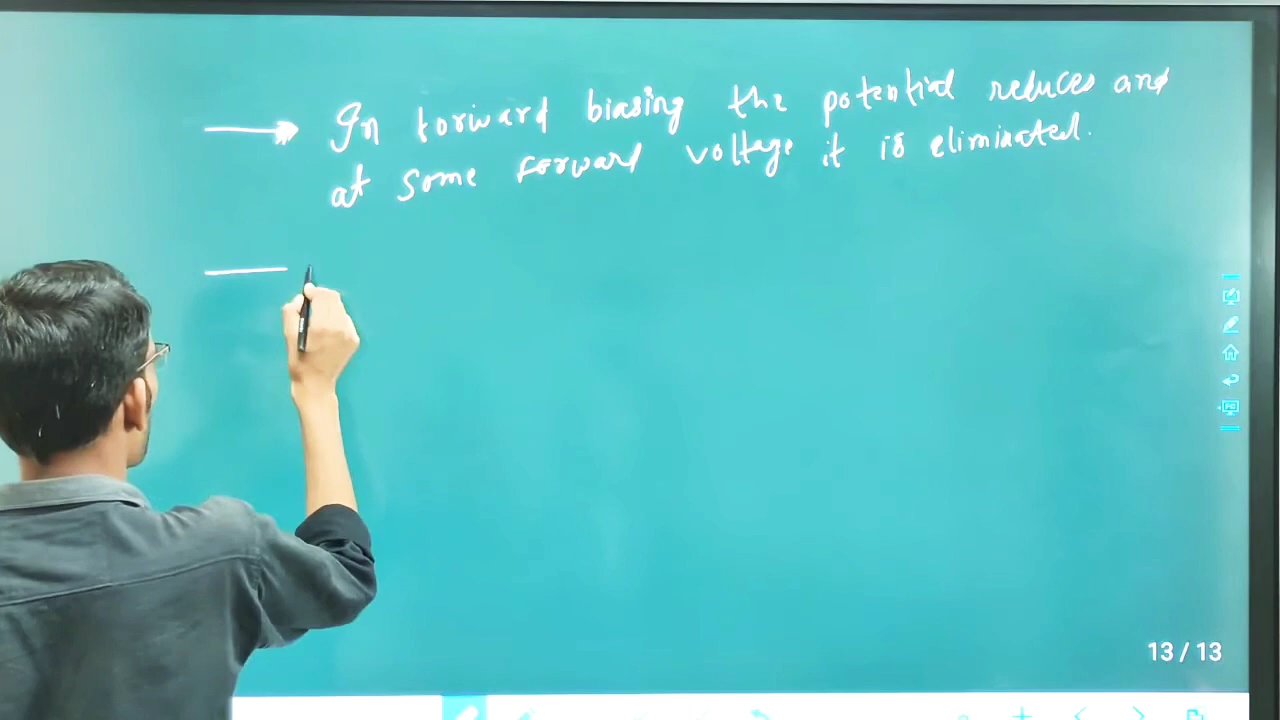 In forward biasing the potential reduces and
at some forward voltage it is eliminated.
13 / 13